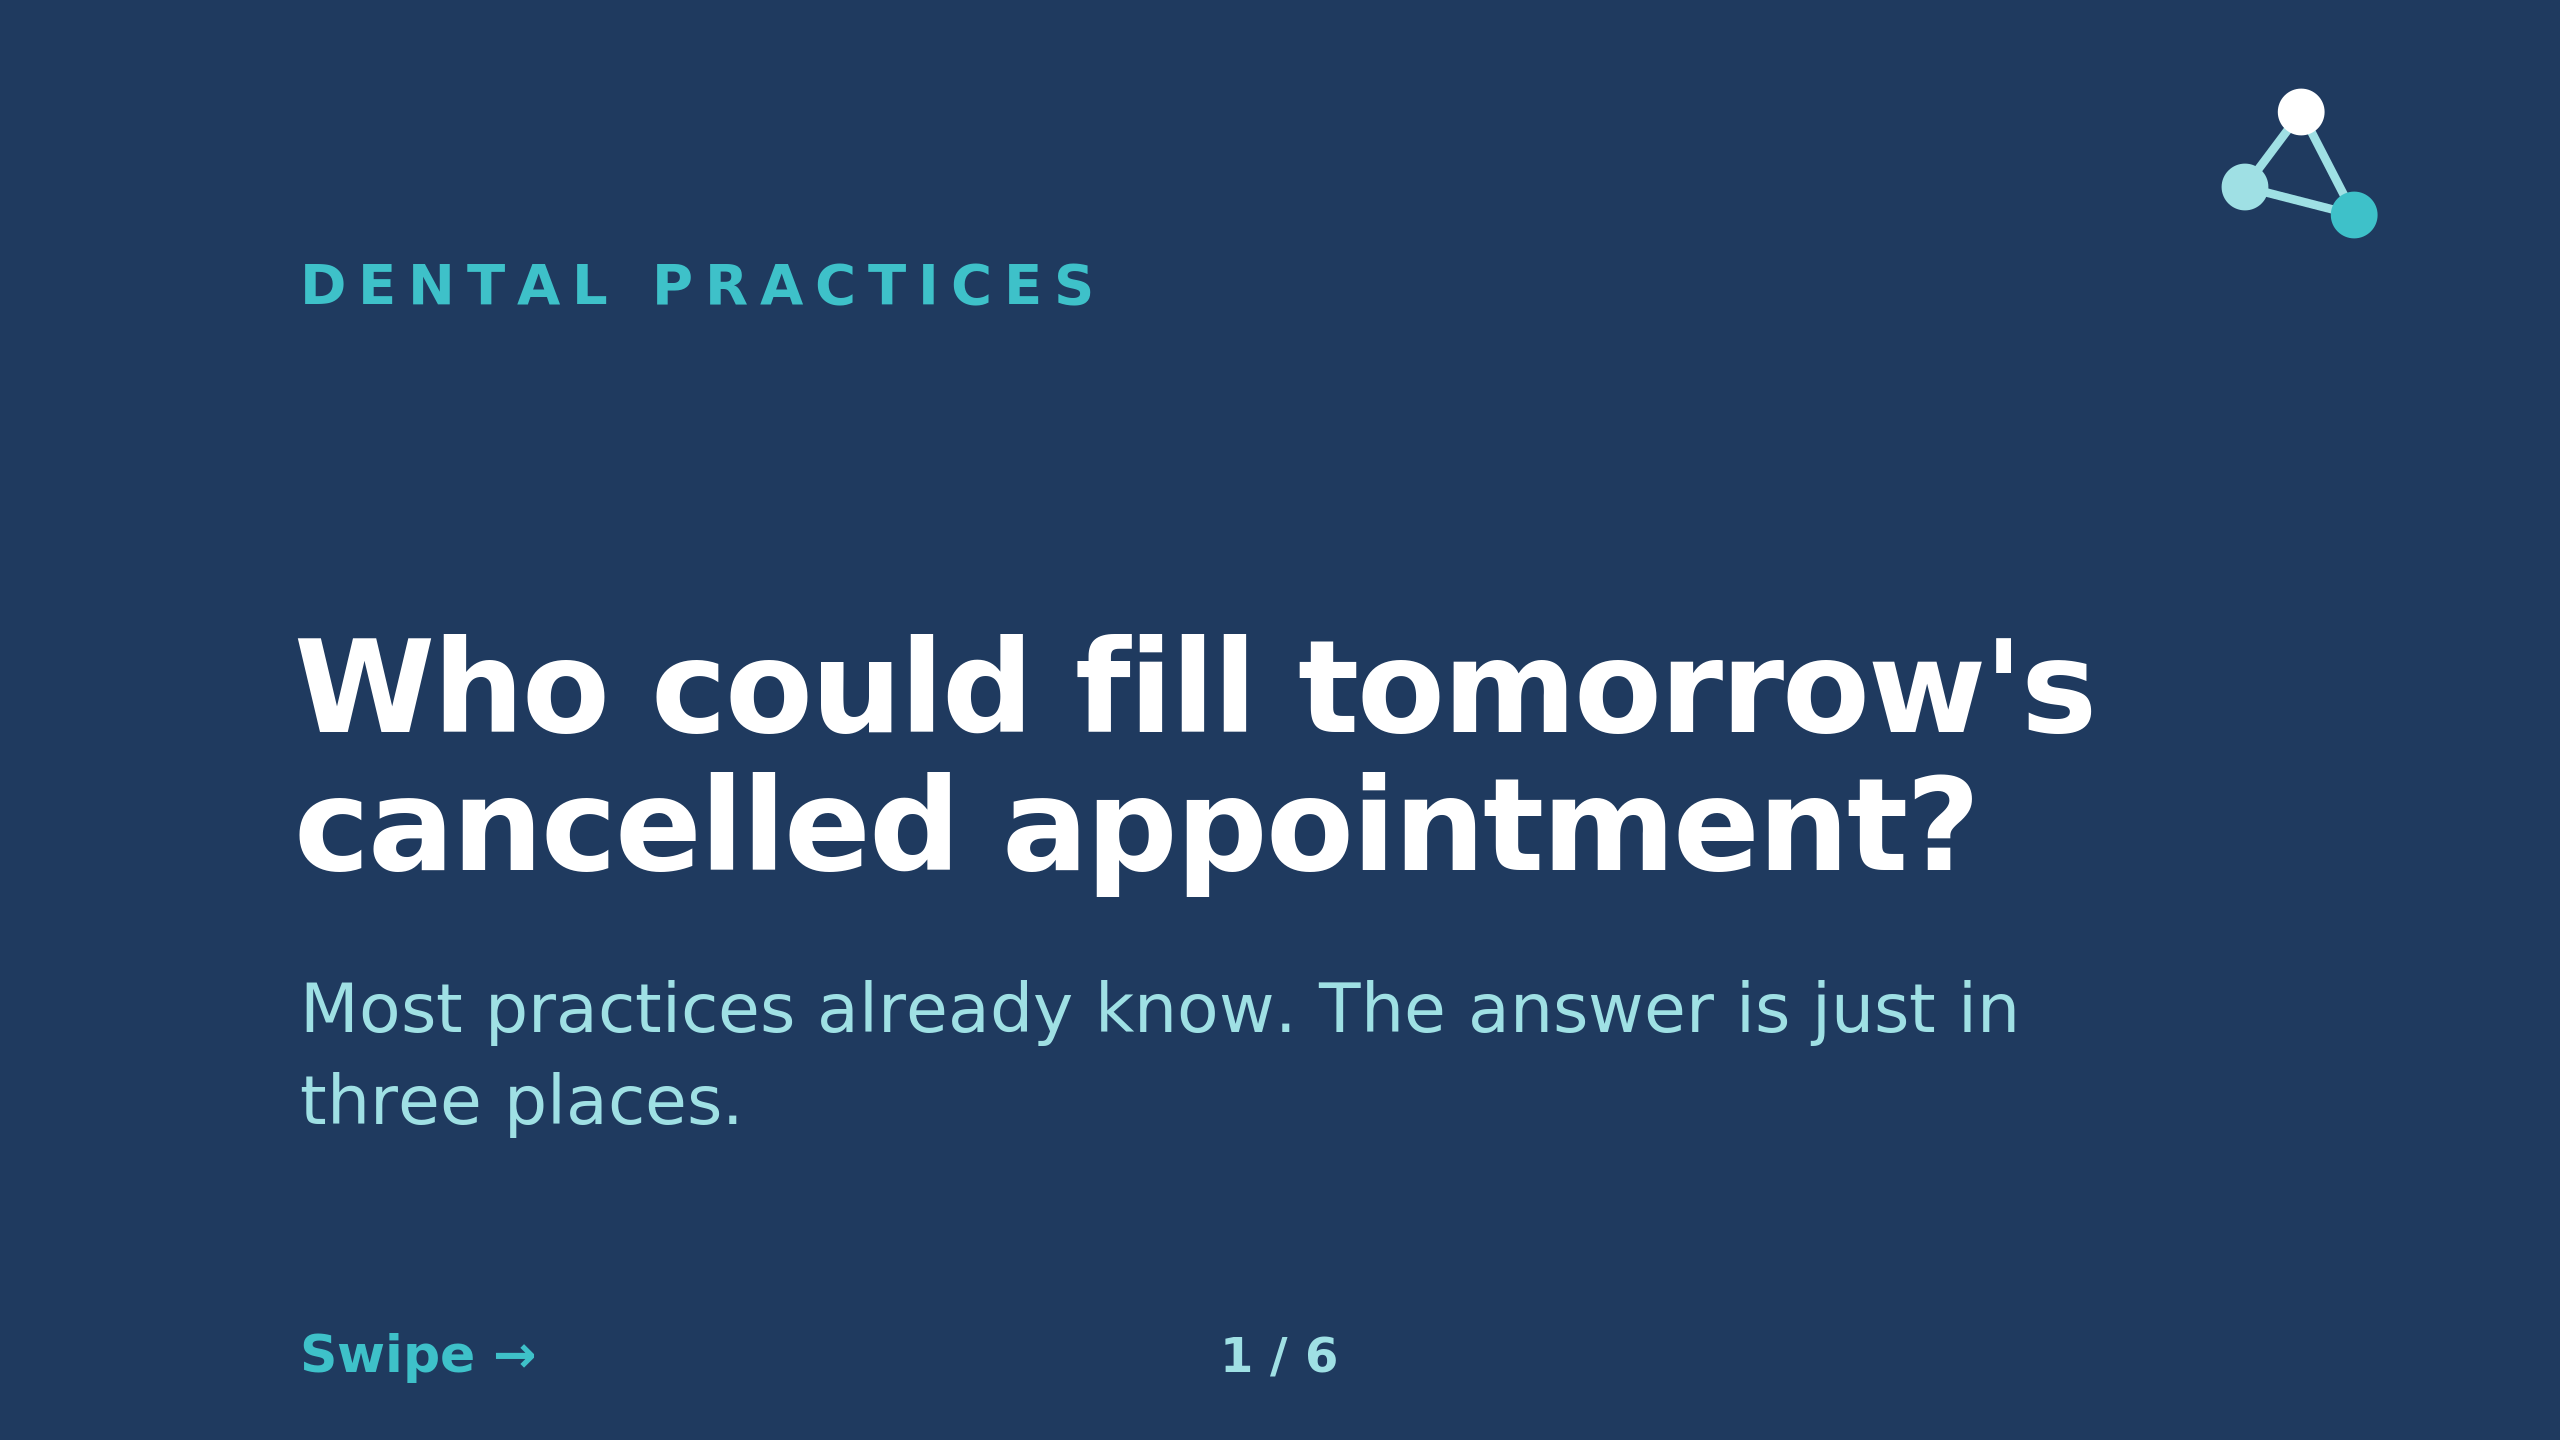 DENTAL PRACTICES
Who could fill tomorrow's
cancelled appointment?
Most practices already know. The answer is just in
three places.
Swipe →
1 / 6